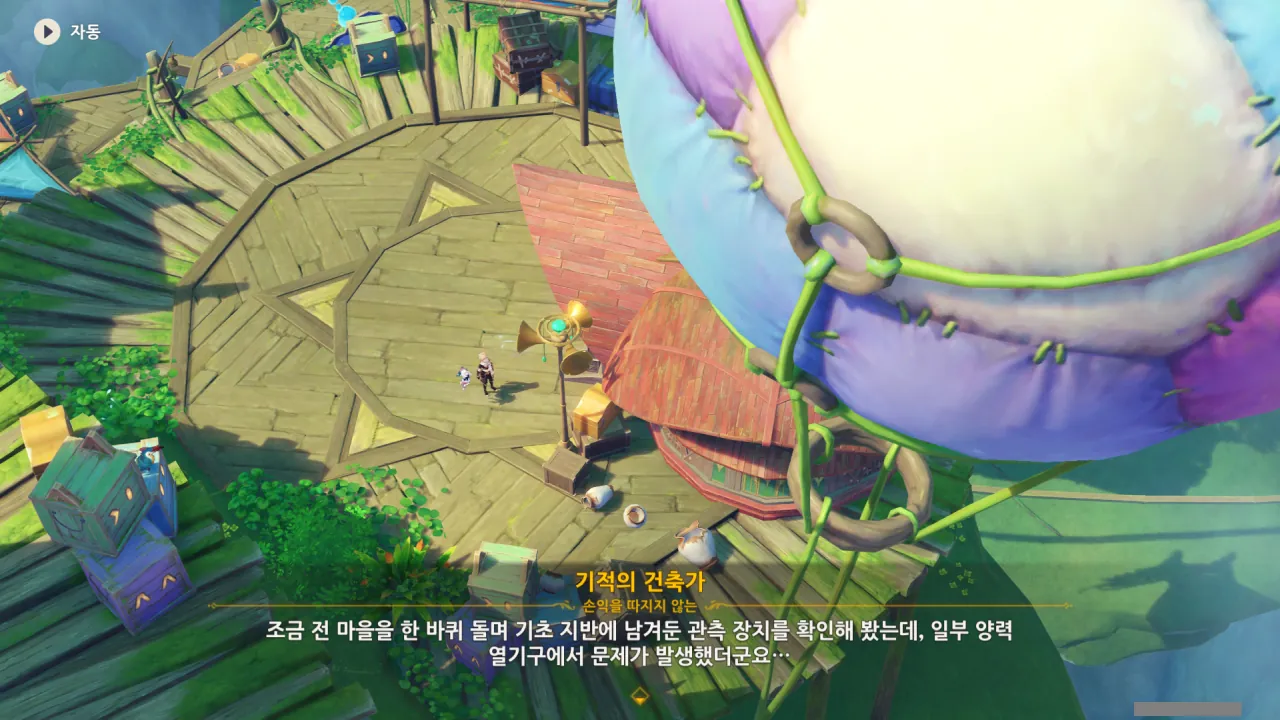 자동
기적의 건축가
손익을 따지지 않는
조금 전 마을을 한 바퀴 돌며 기초 지반에 남겨둔 관측 장치를 확인해 봤는데, 일부 양력
열기구에서 문제가 발생했더군요…